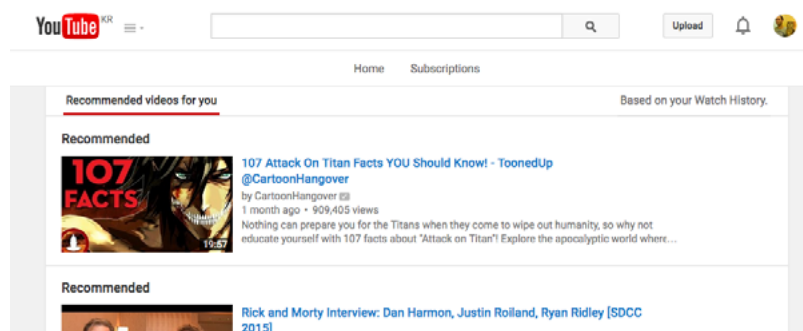 YouTube KR
Upload
Home Subscriptions
Recommended videos for you
Based on your Watch History.
Recommended
107
FACTS
19:57
107 Attack On Titan Facts YOU Should Know! - ToonedUp
@CartoonHangover
by CartoonHangover
1 month ago • 909,405 views
Nothing can prepare you for the Titans when they come to wipe out humanity, so why not
educate yourself with 107 facts about "Attack on Titan"! Explore the apocalyptic world where...
Recommended
Rick and Morty Interview: Dan Harmon, Justin Roiland, Ryan Ridley [SDCC
2015]